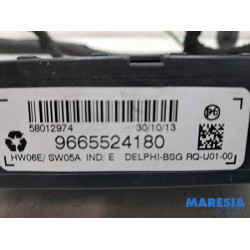 58012974 30/10/13
9665524180
HW06E/ SW05A IND: E DELPHI-BSG RQ-U01-00
MARESIA